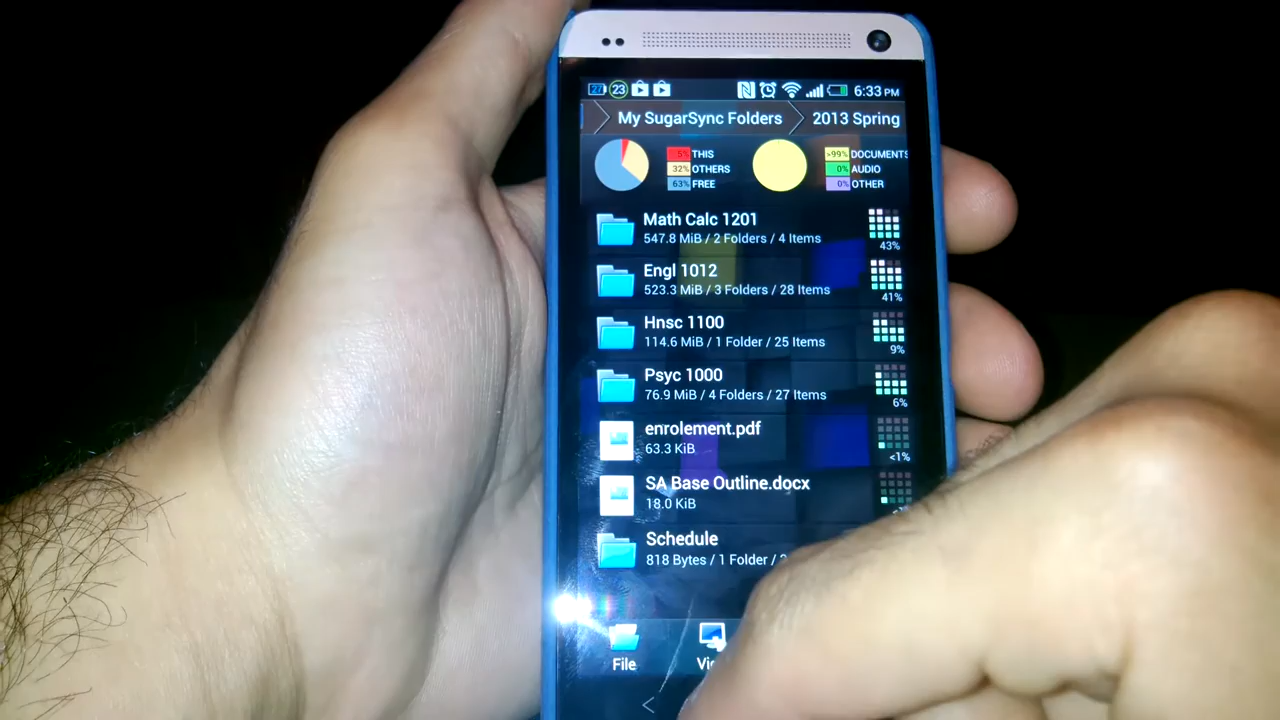 27 23 6:33 PM
My SugarSync Folders 2013 Spring
5% THIS
32% OTHERS
63% FREE
>99% DOCUMENTS
0% AUDIO
0% OTHER
Math Calc 1201
547.8 MiB / 2 Folders / 4 Items
43%
Engl 1012
523.3 MiB / 3 Folders / 28 Items
41%
Hnsc 1100
114.6 MiB / 1 Folder / 25 Items
9%
Psyc 1000
76.9 MiB / 4 Folders / 27 Items
6%
enrolement.pdf
63.3 KiB
<1%
SA Base Outline.docx
18.0 KiB
Schedule
818 Bytes / 1 Folder /
File